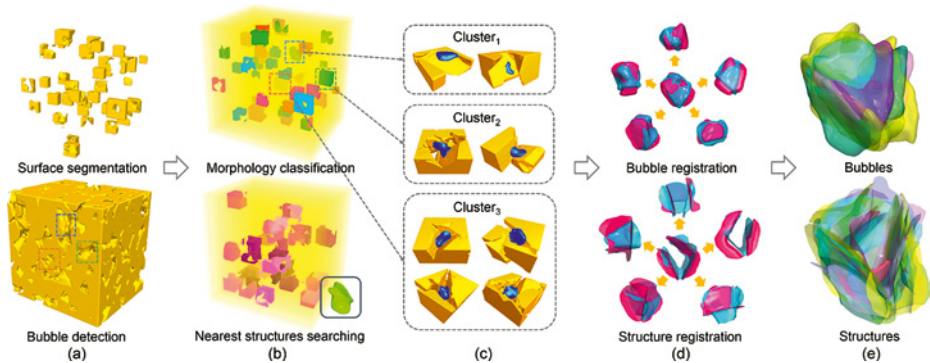 Cluster₁
Cluster₂
Surface segmentation
Morphology classification
Bubble registration
Bubbles
Cluster₃
Bubble detection
Nearest structures searching
Structure registration
Structures
(a)
(b)
(c)
(d)
(e)